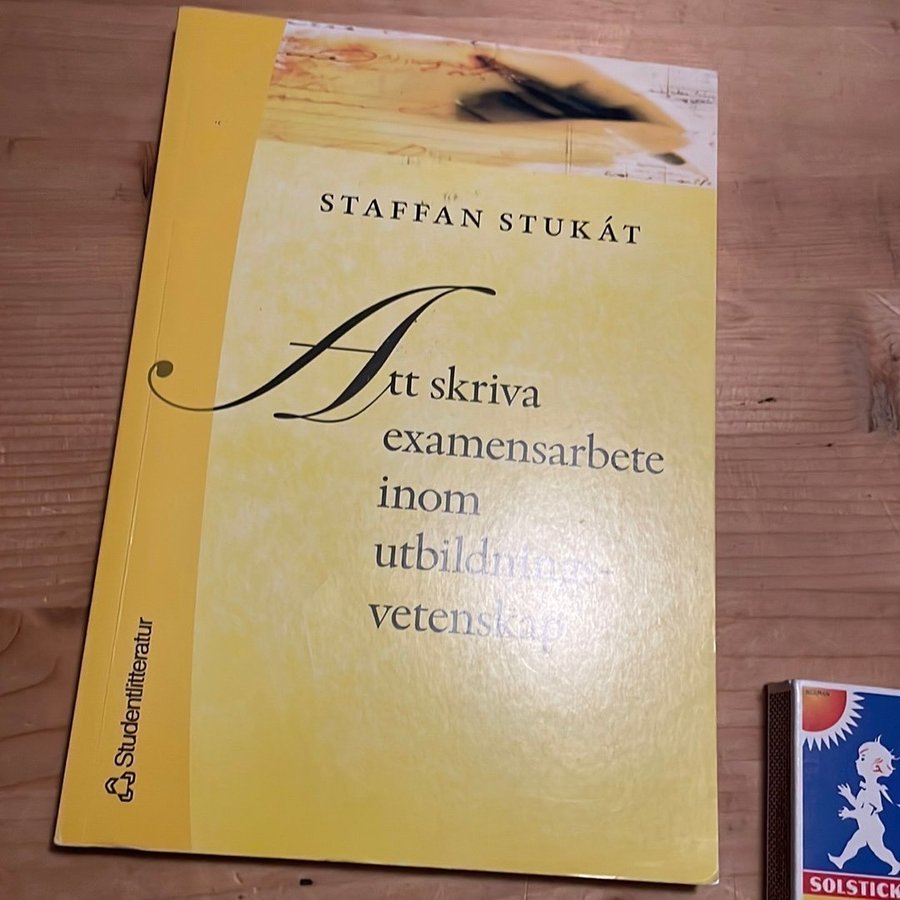 STAFFAN STUKÁT
Att skriva
examensarbete
inom
utbildnings-
vetenskap
Studentlitteratur
SOLSTICK